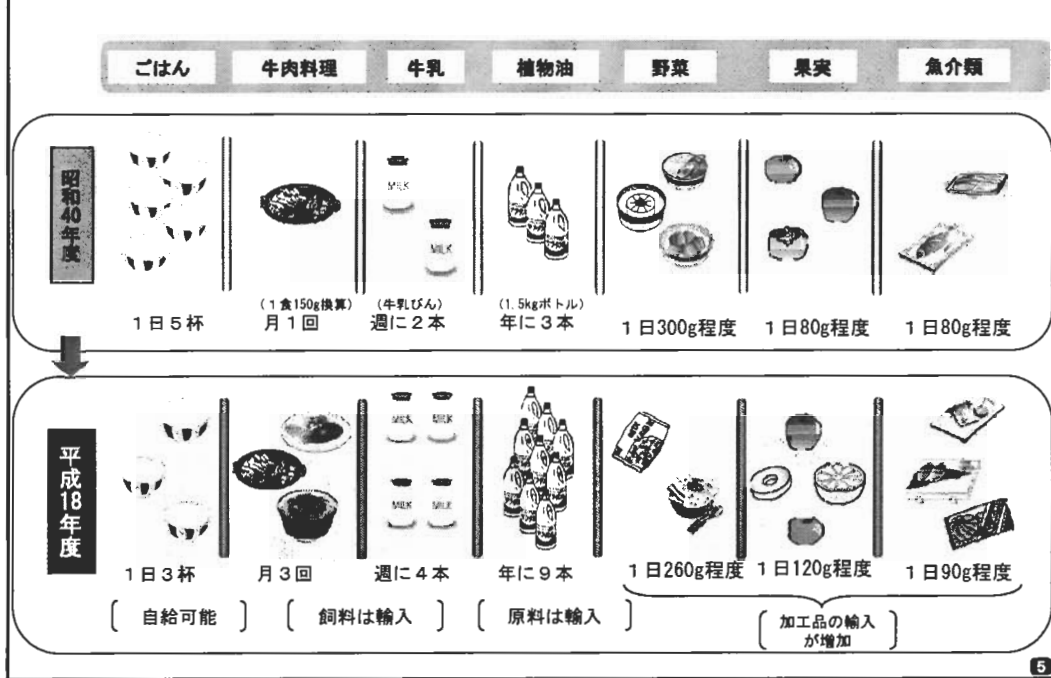 ごはん
牛肉料理
牛乳
植物油
野菜
果実
魚介類
昭和40年度
MILK
MILK
(1食150g換算)
(牛乳びん)
(1.5kgボトル)
1日5杯
月1回
週に2本
年に3本
1日300g程度
1日80g程度
1日80g程度
平成18年度
MILK
MILK
MILK
MILK
1日3杯
月3回
週に4本
年に9本
1日260g程度
1日120g程度
1日90g程度
自給可能
飼料は輸入
原料は輸入
加工品の輸入
が増加
5